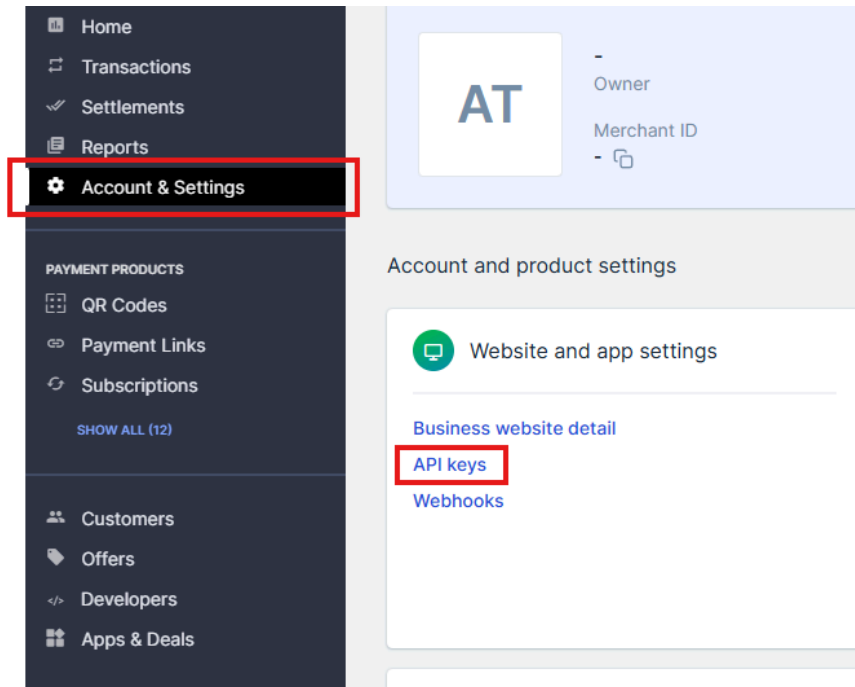 Home
Transactions
Settlements
Reports
Account & Settings
PAYMENT PRODUCTS
QR Codes
Payment Links
Subscriptions
SHOW ALL (12)
Customers
Offers
Developers
Apps & Deals
AT
-
Owner
Merchant ID
-
Account and product settings
Website and app settings
Business website detail
API keys
Webhooks